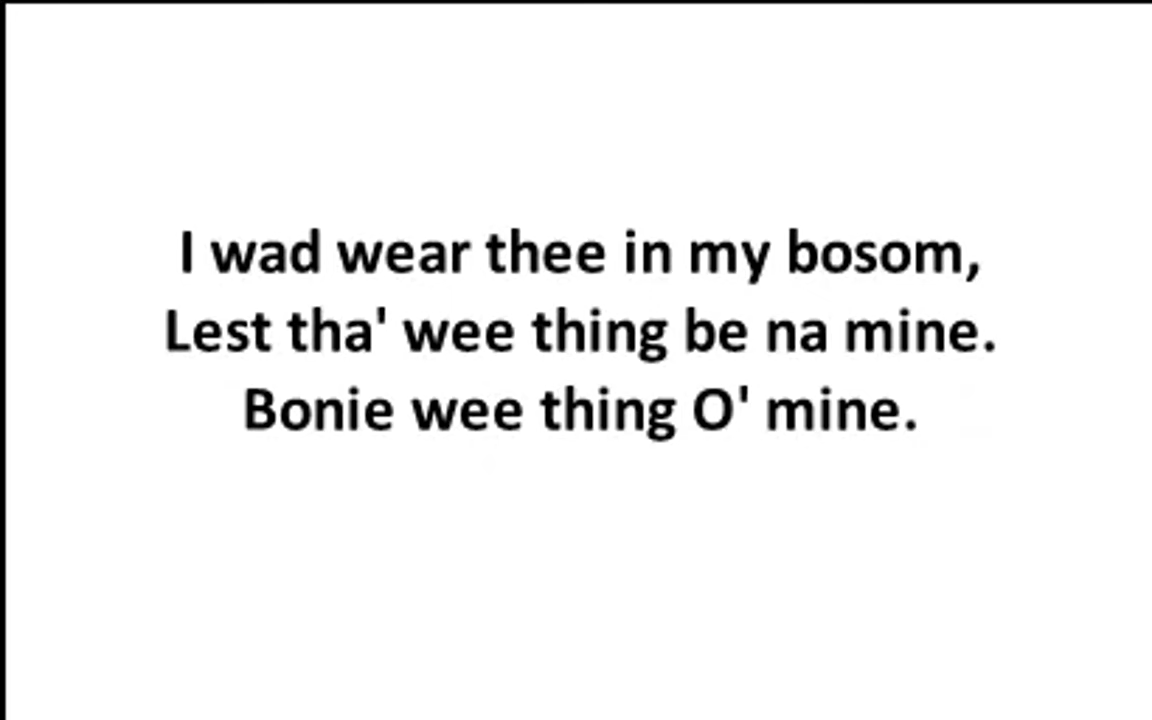 I wad wear thee in my bosom,
Lest tha' wee thing be na mine.
Bonie wee thing O' mine.